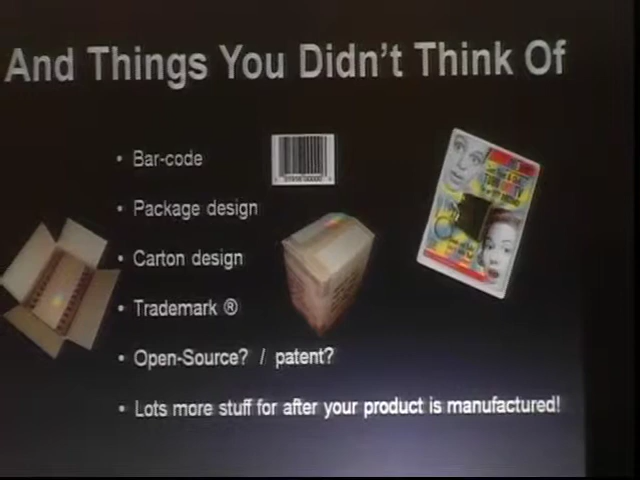 And Things You Didn't Think Of
• Bar-code
• Package design
• Carton design
• Trademark ®
• Open-Source? / patent?
• Lots more stuff for after your product is manufactured!